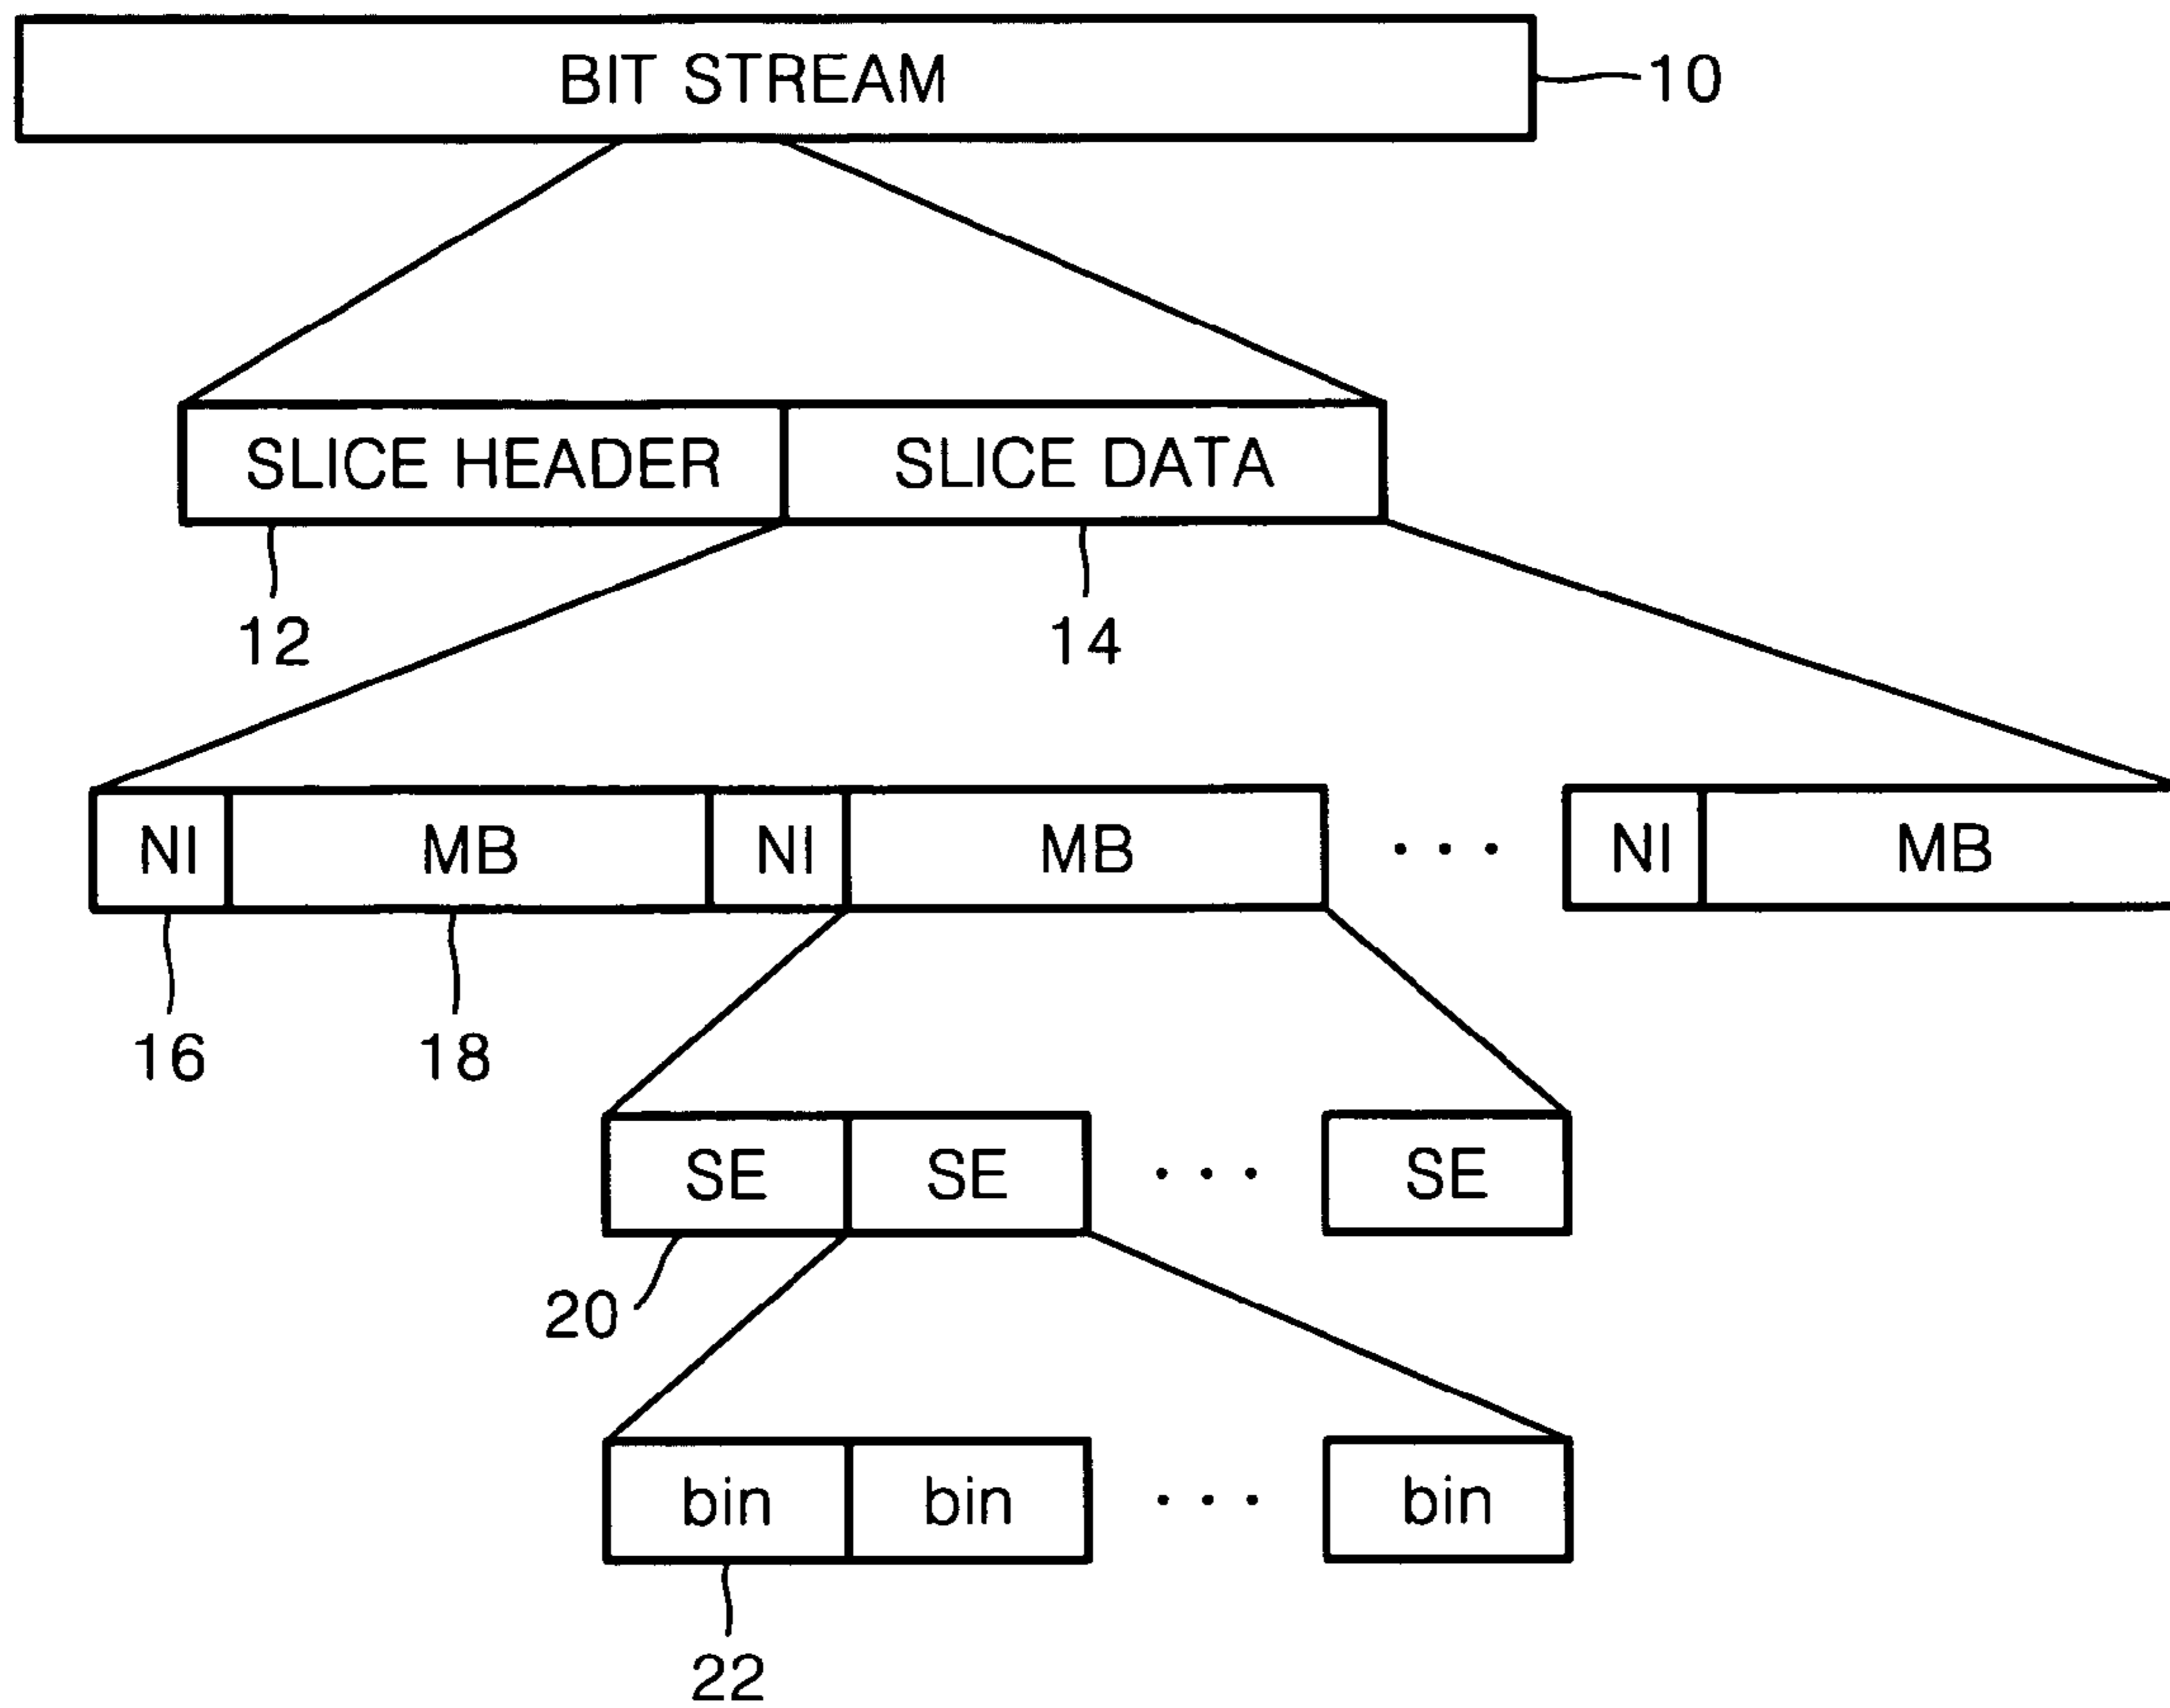 BIT STREAM 10
SLICE HEADER SLICE DATA
12 14
NI MB NI MB ... NI MB
16 18
SE SE ... SE
20
bin bin ... bin
22